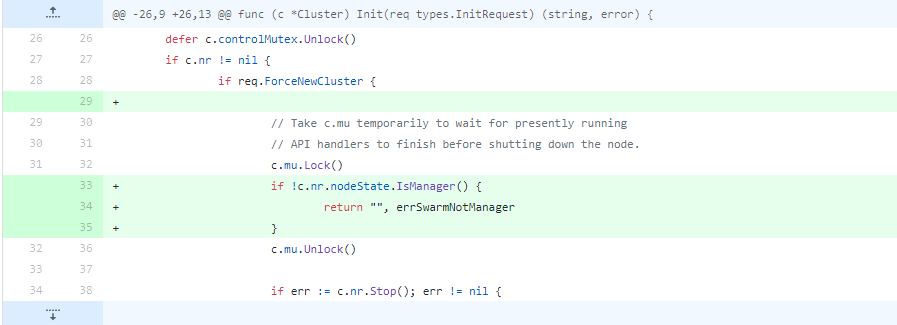 @@ -26,9 +26,13 @@ func (c *Cluster) Init(req types.InitRequest) (string, error) {
26 26 defer c.controlMutex.Unlock()
27 27 if c.nr != nil {
28 28 if req.ForceNewCluster {
29 +
29 30 // Take c.mu temporarily to wait for presently running
30 31 // API handlers to finish before shutting down the node.
31 32 c.mu.Lock()
33 + if !c.nr.nodeState.IsManager() {
34 + return "", errSwarmNotManager
35 + }
32 36 c.mu.Unlock()
33 37
34 38 if err := c.nr.Stop(); err != nil {